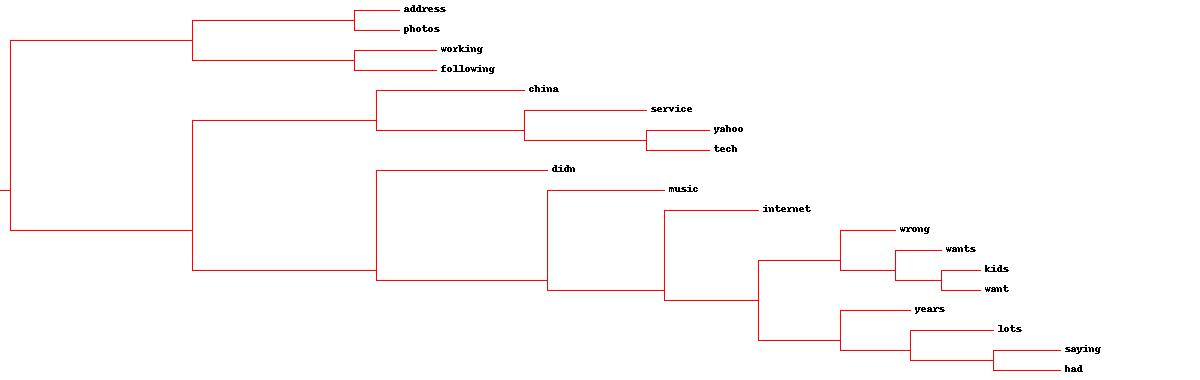 address
photos
working
following
china
service
yahoo
tech
didn
music
internet
wrong
wants
kids
want
years
lots
saying
had